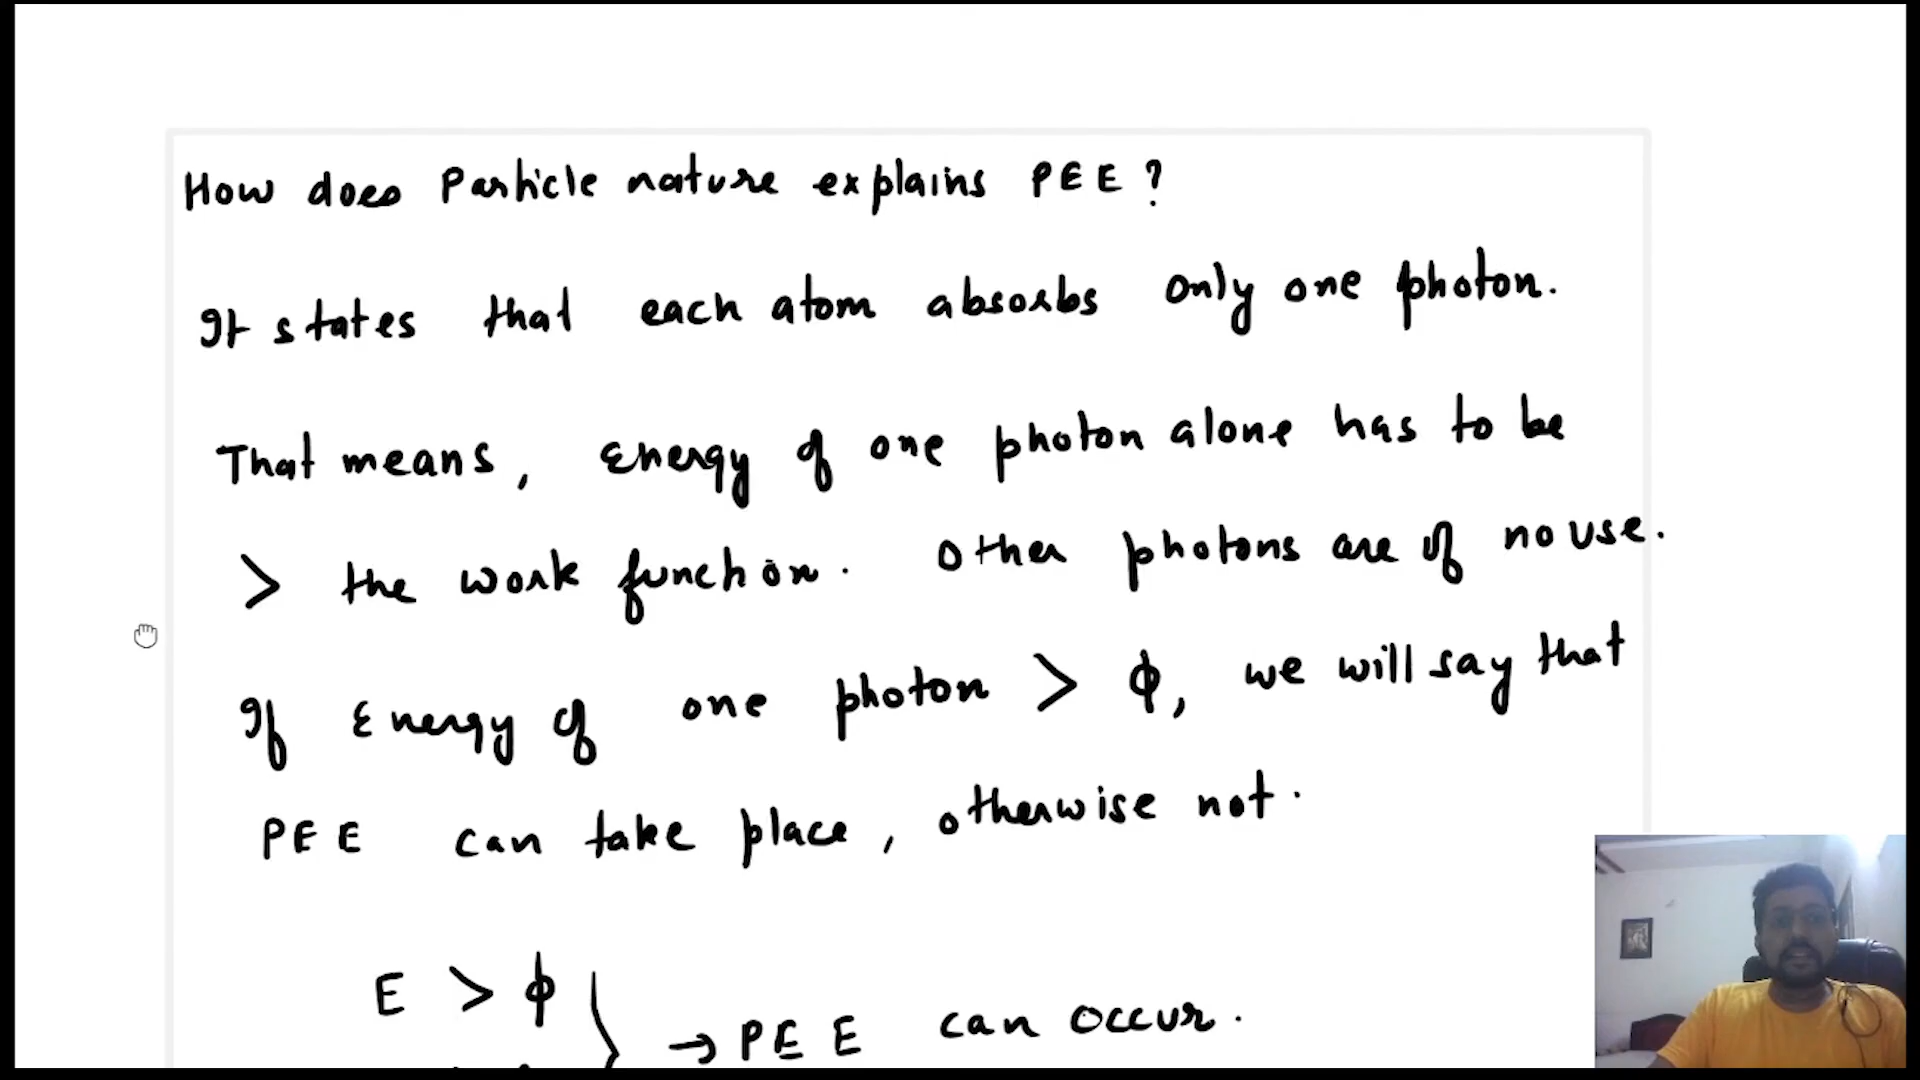 How does Particle nature explains PEE?
It states that each atom absorbs only one photon.
That means, Energy of one photon alone has to be
> the work function. Other photons are of no use.
If Energy of one photon > ϕ, we will say that
PEE can take place, otherwise not.
E > ϕ
→ PEE can occur.